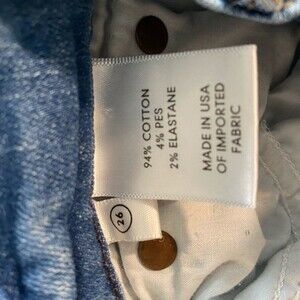 94% COTTON
4% PES
2% ELASTANE
MADE IN USA
OF IMPORTED
FABRIC
26